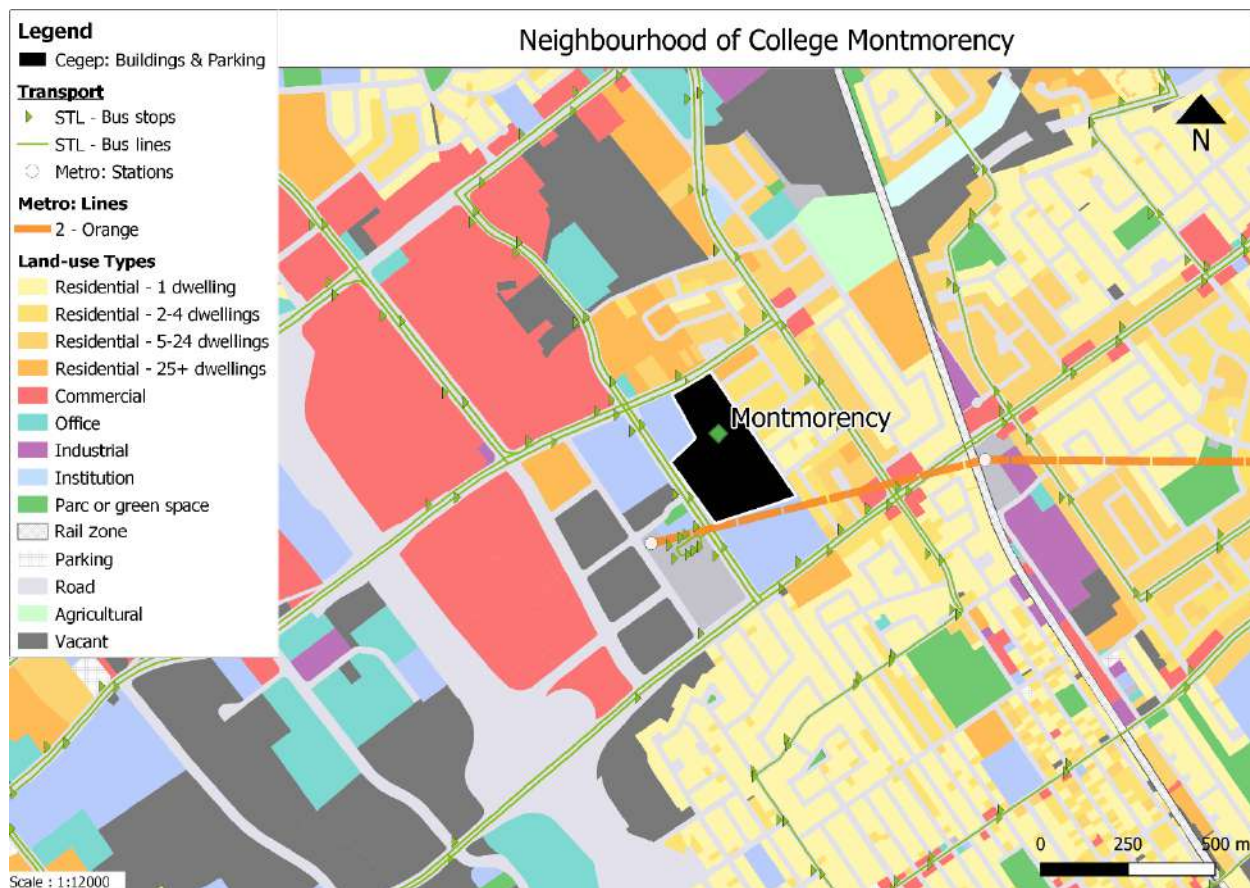 Neighbourhood of College Montmorency
Legend
Cegep: Buildings & Parking
Transport
STL - Bus stops
STL - Bus lines
Metro: Stations
Metro: Lines
2 - Orange
Land-use Types
Residential - 1 dwelling
Residential - 2-4 dwellings
Residential - 5-24 dwellings
Residential - 25+ dwellings
Commercial
Office
Industrial
Institution
Parc or green space
Rail zone
Parking
Road
Agricultural
Vacant
N
Montmorency
0 250 500 m
Scale : 1:12000